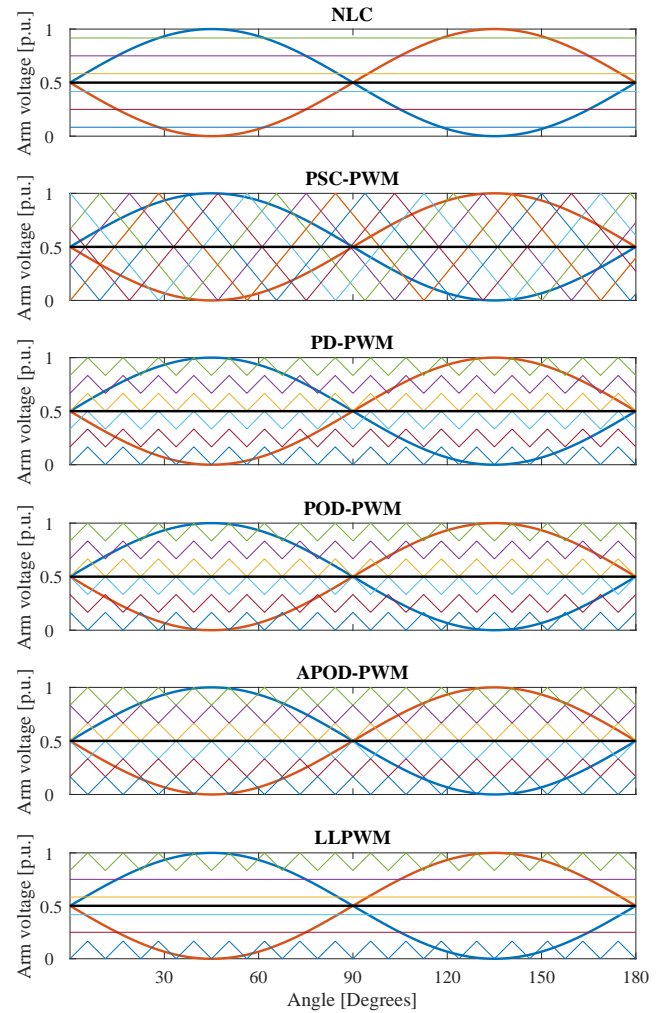 NLC
Arm voltage [p.u.]
1
0.5
0
PSC-PWM
Arm voltage [p.u.]
1
0.5
0
PD-PWM
Arm voltage [p.u.]
1
0.5
0
POD-PWM
Arm voltage [p.u.]
1
0.5
0
APOD-PWM
Arm voltage [p.u.]
1
0.5
0
LLPWM
Arm voltage [p.u.]
1
0.5
0
30 60 90 120 150 180
Angle [Degrees]